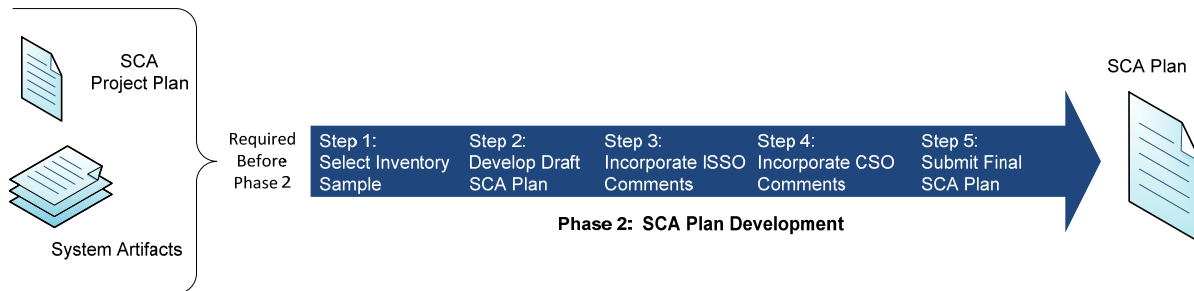 SCA
Project Plan
System Artifacts
Required
Before
Phase 2
Step 1:
Select Inventory
Sample
Step 2:
Develop Draft
SCA Plan
Step 3:
Incorporate ISSO
Comments
Step 4:
Incorporate CSO
Comments
Step 5:
Submit Final
SCA Plan
Phase 2: SCA Plan Development
SCA Plan